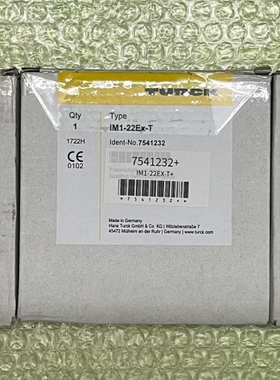 TURCK
Qty Type
1 IM1-22Ex-T
1722H Ident-No.7541232
CE
0102
7541232+
IM1-22EX-T+
+7541232+
Made in Germany
Hans Turck GmbH & Co. KG | Witzlebenstraße 7
45472 Mülheim an der Ruhr | Germany | www.turck.com